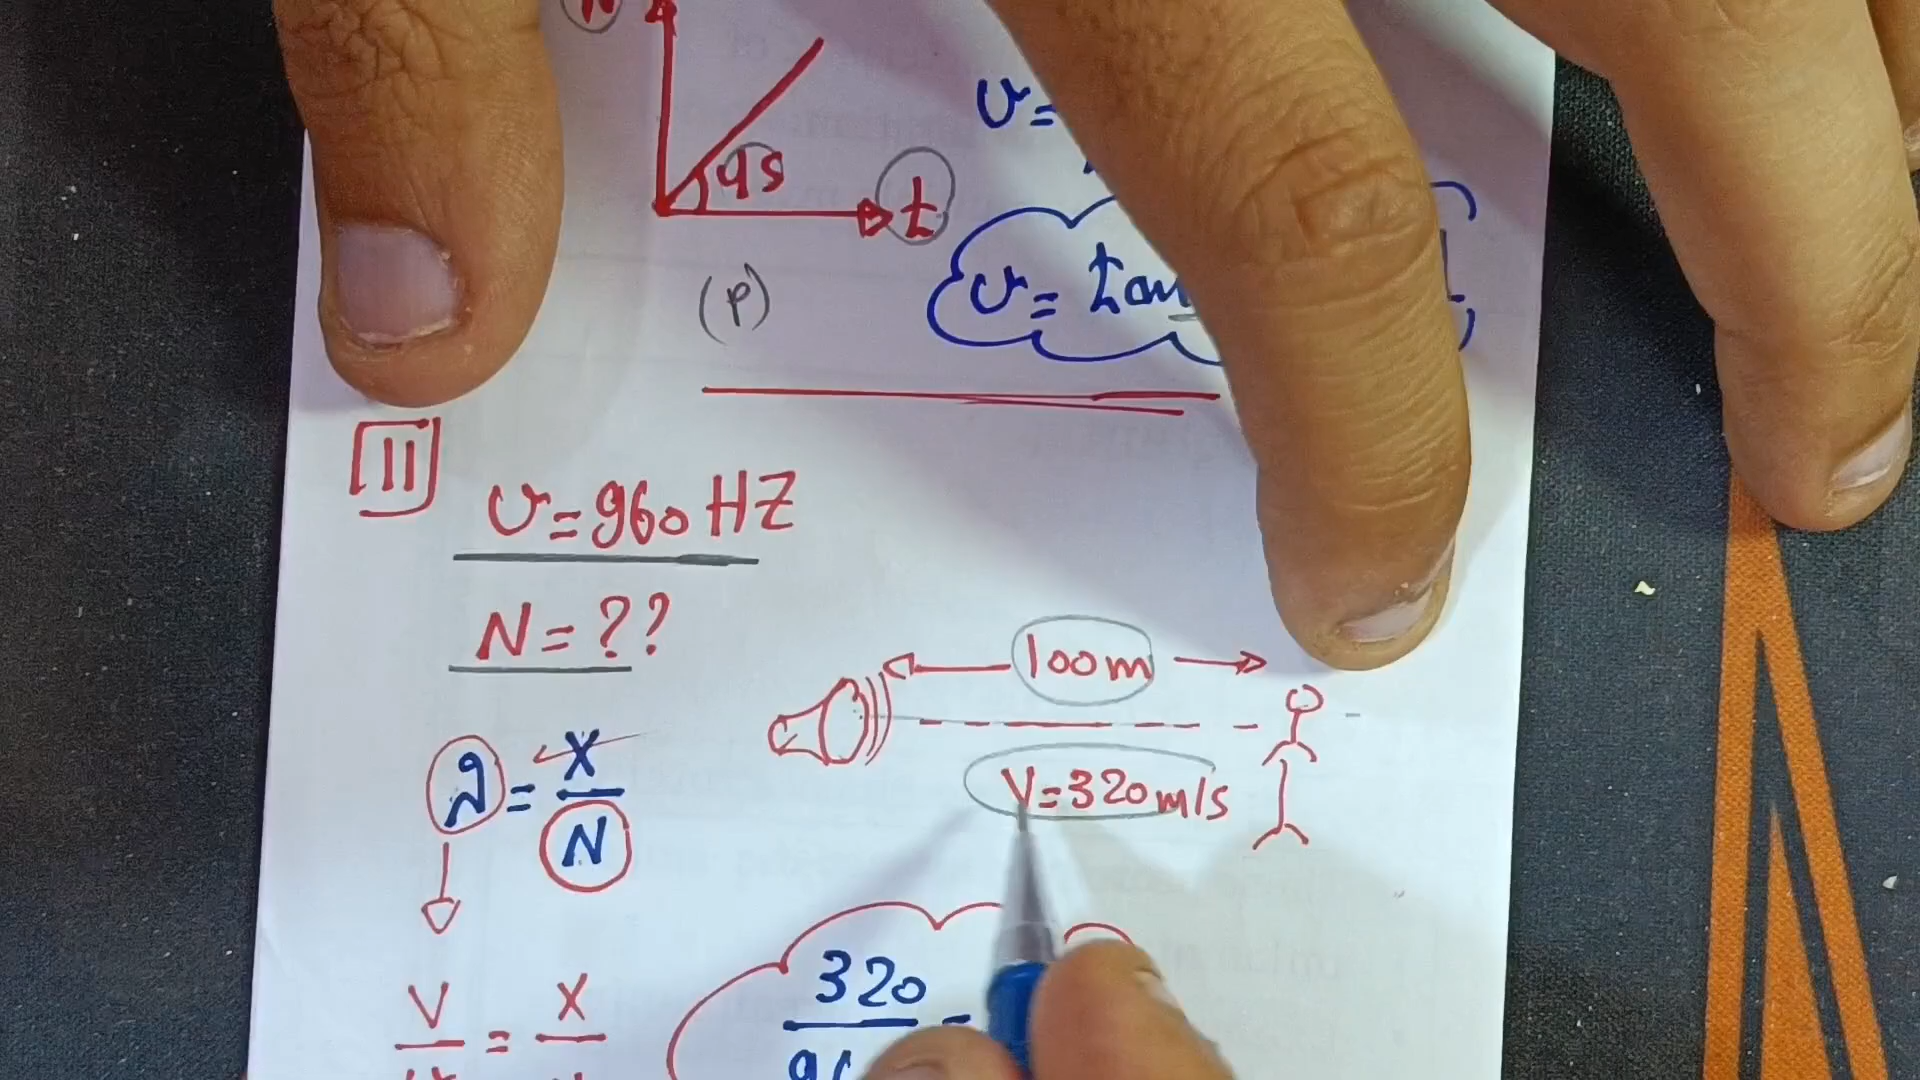 45
t
υ=
(P)
υ= tan
11
υ=960 HZ
N=??
100m
λ = X
N
V=320m/s
V = X
320 =